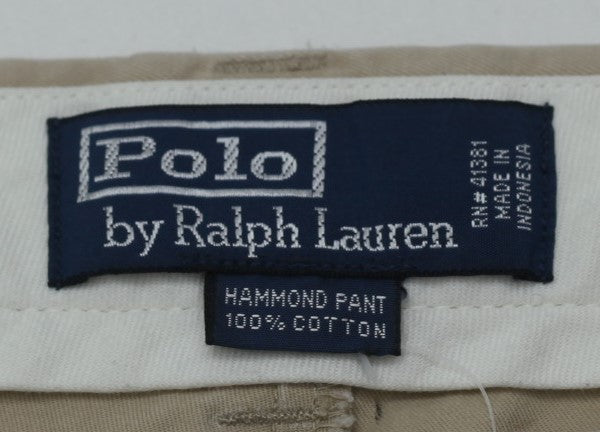 Polo
by Ralph Lauren
RN# 41381
MADE IN
INDONESIA
HAMMOND PANT
100% COTTON